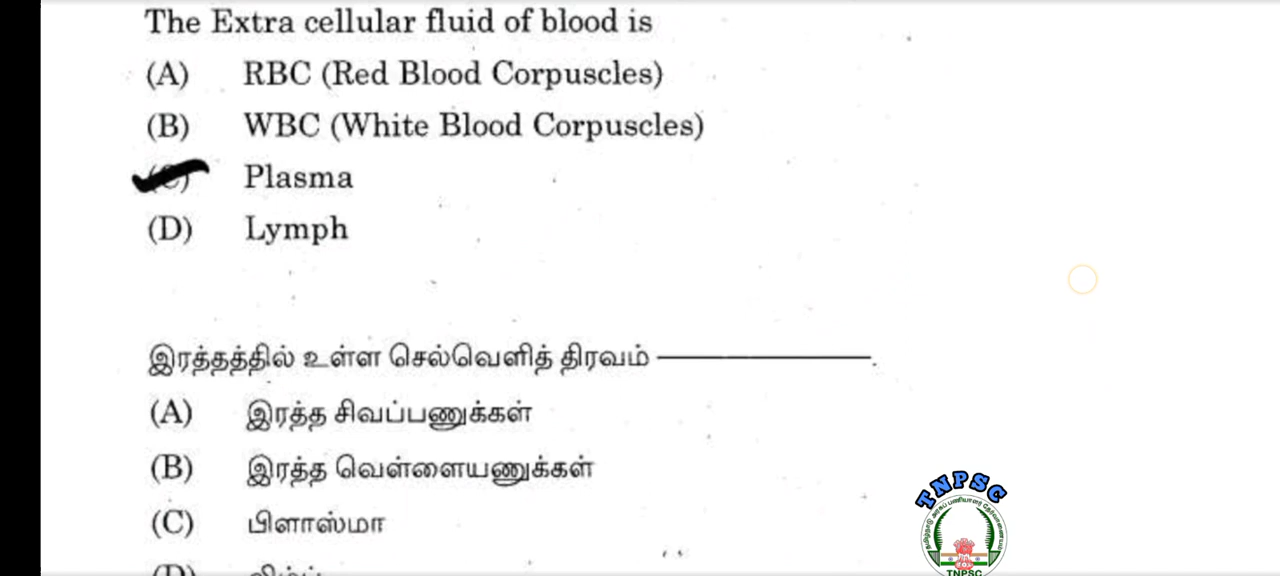 The Extra cellular fluid of blood is
(A) RBC (Red Blood Corpuscles)
(B) WBC (White Blood Corpuscles)
(C) Plasma
(D) Lymph
இரத்தத்தில் உள்ள செல்வெளித் திரவம் ————.
(A) இரத்த சிவப்பணுக்கள்
(B) இரத்த வெள்ளையணுக்கள்
(C) பிளாஸ்மா
(D) லிம்ப்
TNPSC
TNPSC